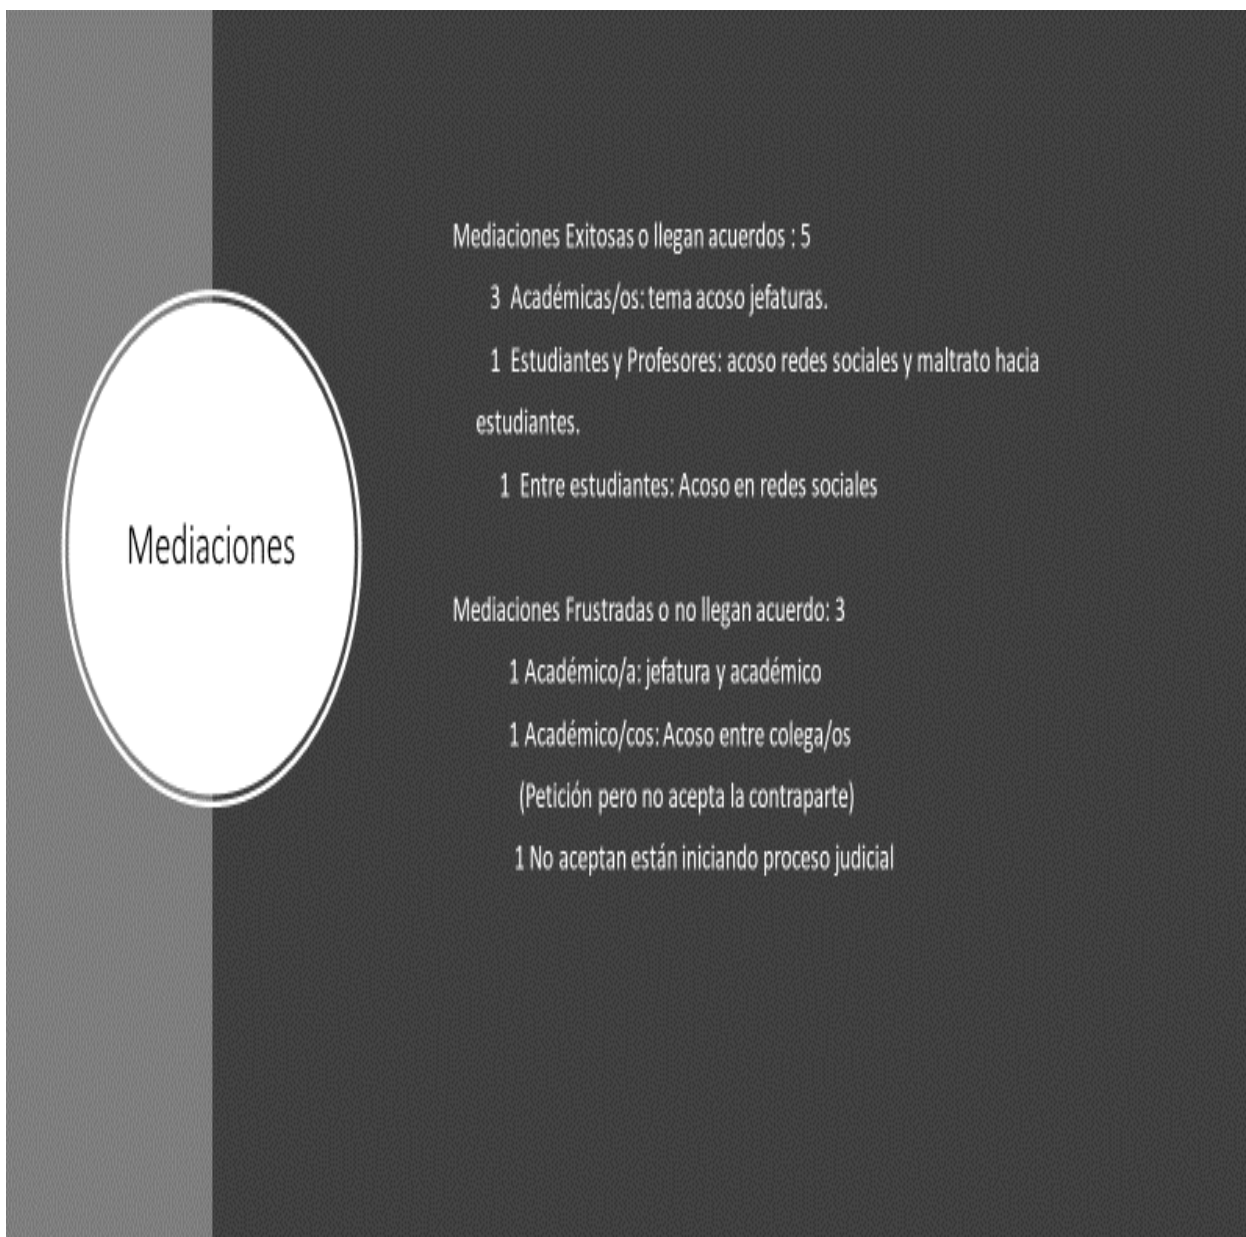 Mediaciones
Mediaciones Exitosas o llegan acuerdos : 5
3 Académicas/os: tema acoso jefaturas.
1 Estudiantes y Profesores: acoso redes sociales y maltrato hacia
estudiantes.
1 Entre estudiantes: Acoso en redes sociales
Mediaciones Frustradas o no llegan acuerdo: 3
1 Académico/a: jefatura y académico
1 Académico/cos: Acoso entre colega/os
(Petición pero no acepta la contraparte)
1 No aceptan están iniciando proceso judicial